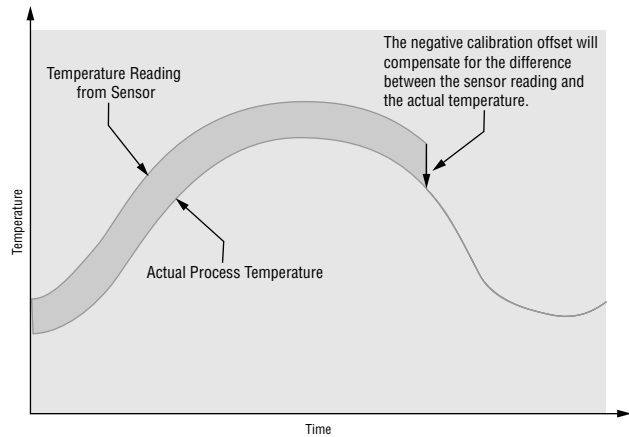 The negative calibration offset will
compensate for the difference
between the sensor reading and
the actual temperature.
Temperature Reading
from Sensor
Actual Process Temperature
Temperature
Time